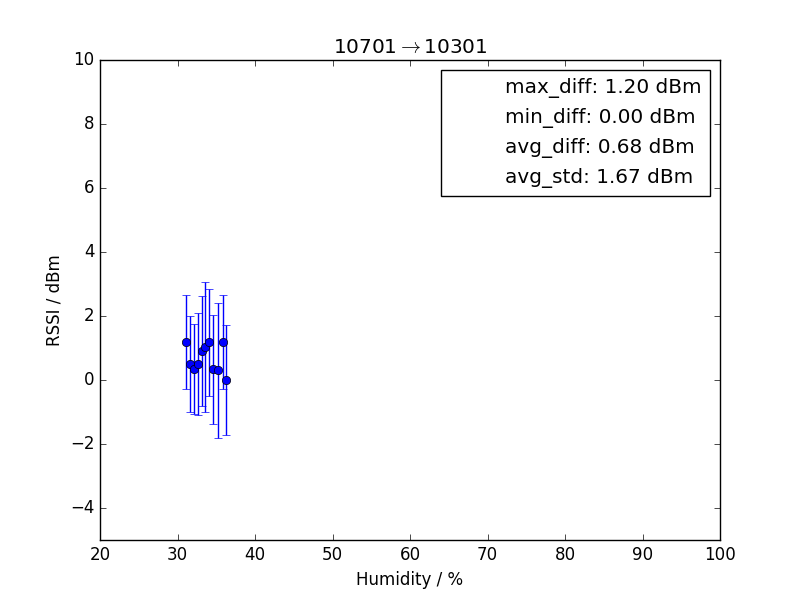 10701→10301
max_diff: 1.20 dBm
min_diff: 0.00 dBm
avg_diff: 0.68 dBm
avg_std: 1.67 dBm
RSSI / dBm
10
8
6
4
2
0
−2
−4
20 30 40 50 60 70 80 90 100
Humidity / %